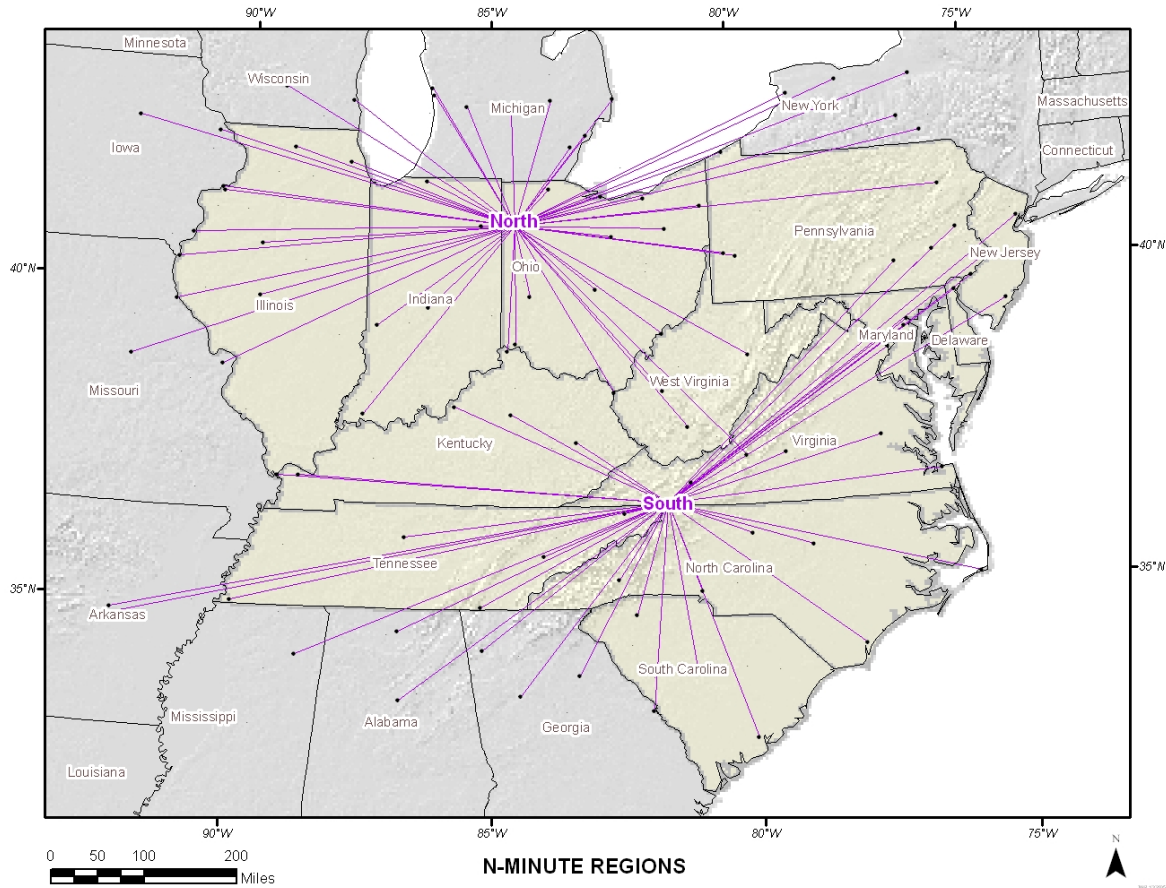 90°W 85°W 80°W 75°W
Minnesota
Wisconsin
Michigan
New York
Massachusetts
Iowa
Connecticut
North
Pennsylvania
40°N
New Jersey
40°N
Ohio
Illinois
Indiana
Maryland
Delaware
Missouri
West Virginia
Kentucky
Virginia
South
Tennessee
North Carolina
35°N
35°N
Arkansas
South Carolina
Mississippi
Alabama
Georgia
Louisiana
90°W 85°W 80°W 75°W
N
0 50 100 200
Miles
N-MINUTE REGIONS